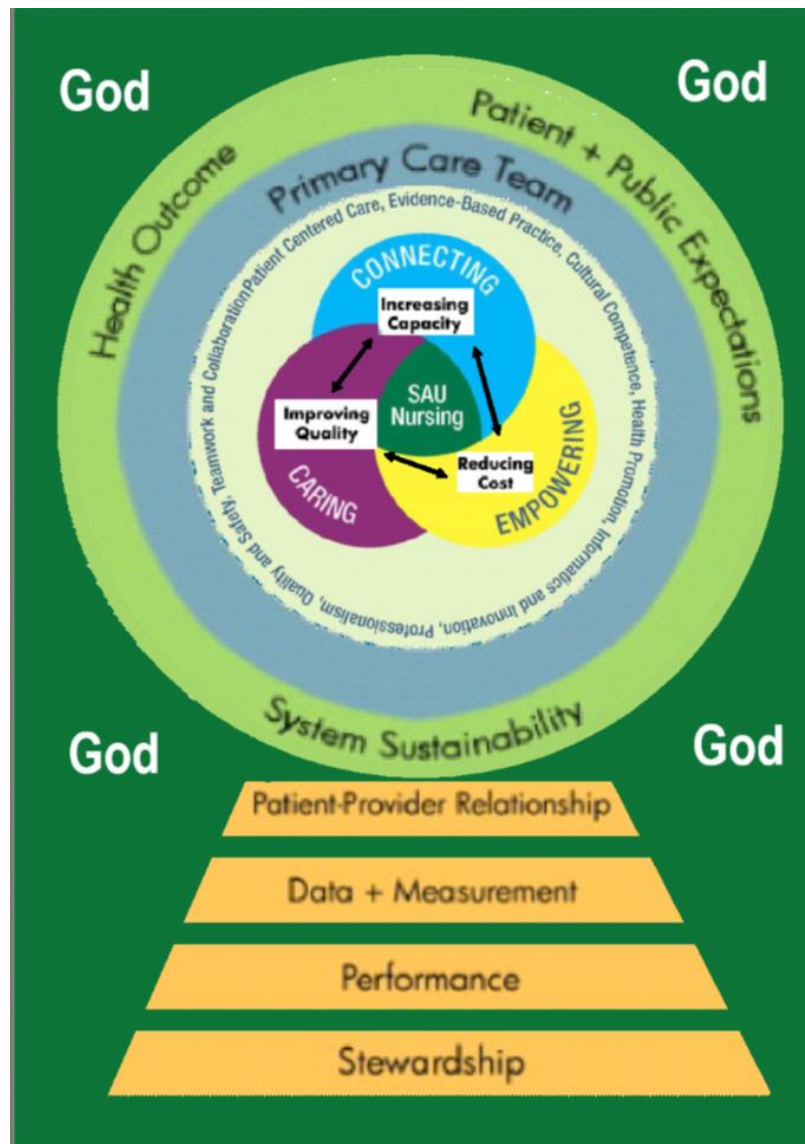 God
God
Health Outcome
Patient + Public Expectations
Primary Care Team
Patient Centered Care, Evidence-Based Practice, Cultural Competence, Health Promotion, Informatics and Innovation, Professionalism, Quality and Safety, Teamwork and Collaboration
CONNECTING
Increasing
Capacity
SAU
Nursing
Improving
Quality
Reducing
Cost
CARING
EMPOWERING
System Sustainability
God
God
Patient-Provider Relationship
Data + Measurement
Performance
Stewardship